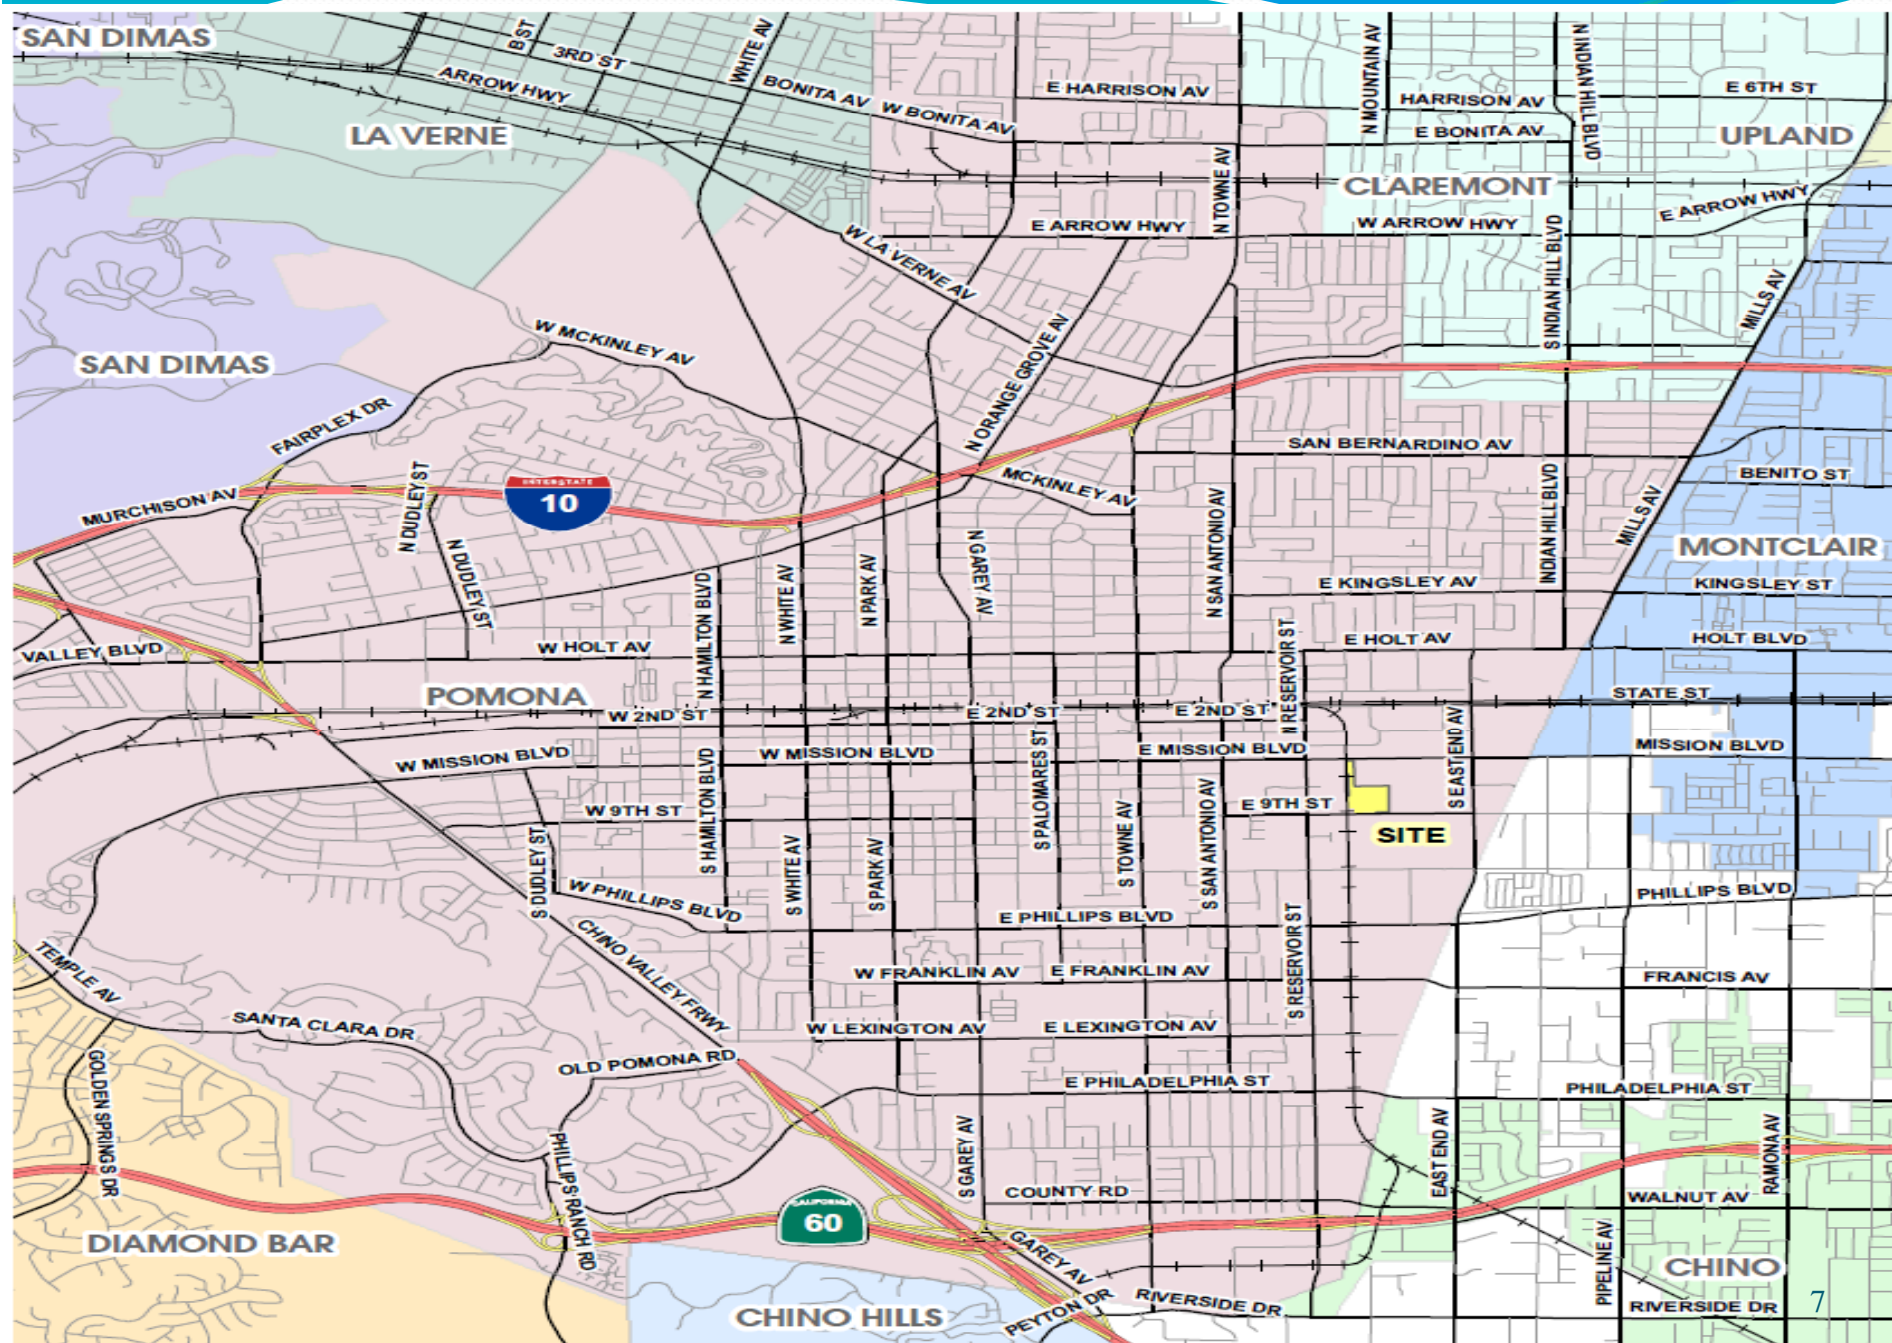 SAN DIMAS
B ST
3RD ST
WHITE AV
ARROW HWY
BONITA AV
W BONITA AV
LA VERNE
E HARRISON AV
N MOUNTAIN AV
HARRISON AV
E BONITA AV
N INDIAN HILL BLVD
E 6TH ST
UPLAND
N TOWNE AV
CLAREMONT
E ARROW HWY
W ARROW HWY
E ARROW HWY
W LA VERNE AV
S INDIAN HILL BLVD
MILLS AV
W MCKINLEY AV
SAN DIMAS
N ORANGE GROVE AV
FAIRPLEX DR
SAN BERNARDINO AV
BENITO ST
MURCHISON AV
N DUDLEY ST
INTERSTATE
10
MCKINLEY AV
N SAN ANTONIO AV
INDIAN HILL BLVD
MILLS AV
MONTCLAIR
N DUDLEY ST
N HAMILTON BLVD
N WHITE AV
N PARK AV
N GAREY AV
E KINGSLEY AV
KINGSLEY ST
VALLEY BLVD
W HOLT AV
N RESERVOIR ST
E HOLT AV
HOLT BLVD
POMONA
W 2ND ST
E 2ND ST
E 2ND ST
STATE ST
W MISSION BLVD
W MISSION BLVD
E MISSION BLVD
MISSION BLVD
S HAMILTON BLVD
S PALOMARES ST
S EAST END AV
W 9TH ST
E 9TH ST
SITE
S DUDLEY ST
S WHITE AV
S PARK AV
S TOWNE AV
S SAN ANTONIO AV
W PHILLIPS BLVD
E PHILLIPS BLVD
PHILLIPS BLVD
CHINO VALLEY FRWY
S RESERVOIR ST
TEMPLE AV
W FRANKLIN AV
E FRANKLIN AV
FRANCIS AV
SANTA CLARA DR
W LEXINGTON AV
E LEXINGTON AV
GOLDEN SPRINGS DR
OLD POMONA RD
E PHILADELPHIA ST
PHILADELPHIA ST
PHILLIPS RANCH RD
S GAREY AV
EAST END AV
RAMONA AV
COUNTY RD
WALNUT AV
DIAMOND BAR
CALIFORNIA
60
GAREY AV
PIPELINE AV
CHINO
CHINO HILLS
PEYTON DR
RIVERSIDE DR
RIVERSIDE DR
7